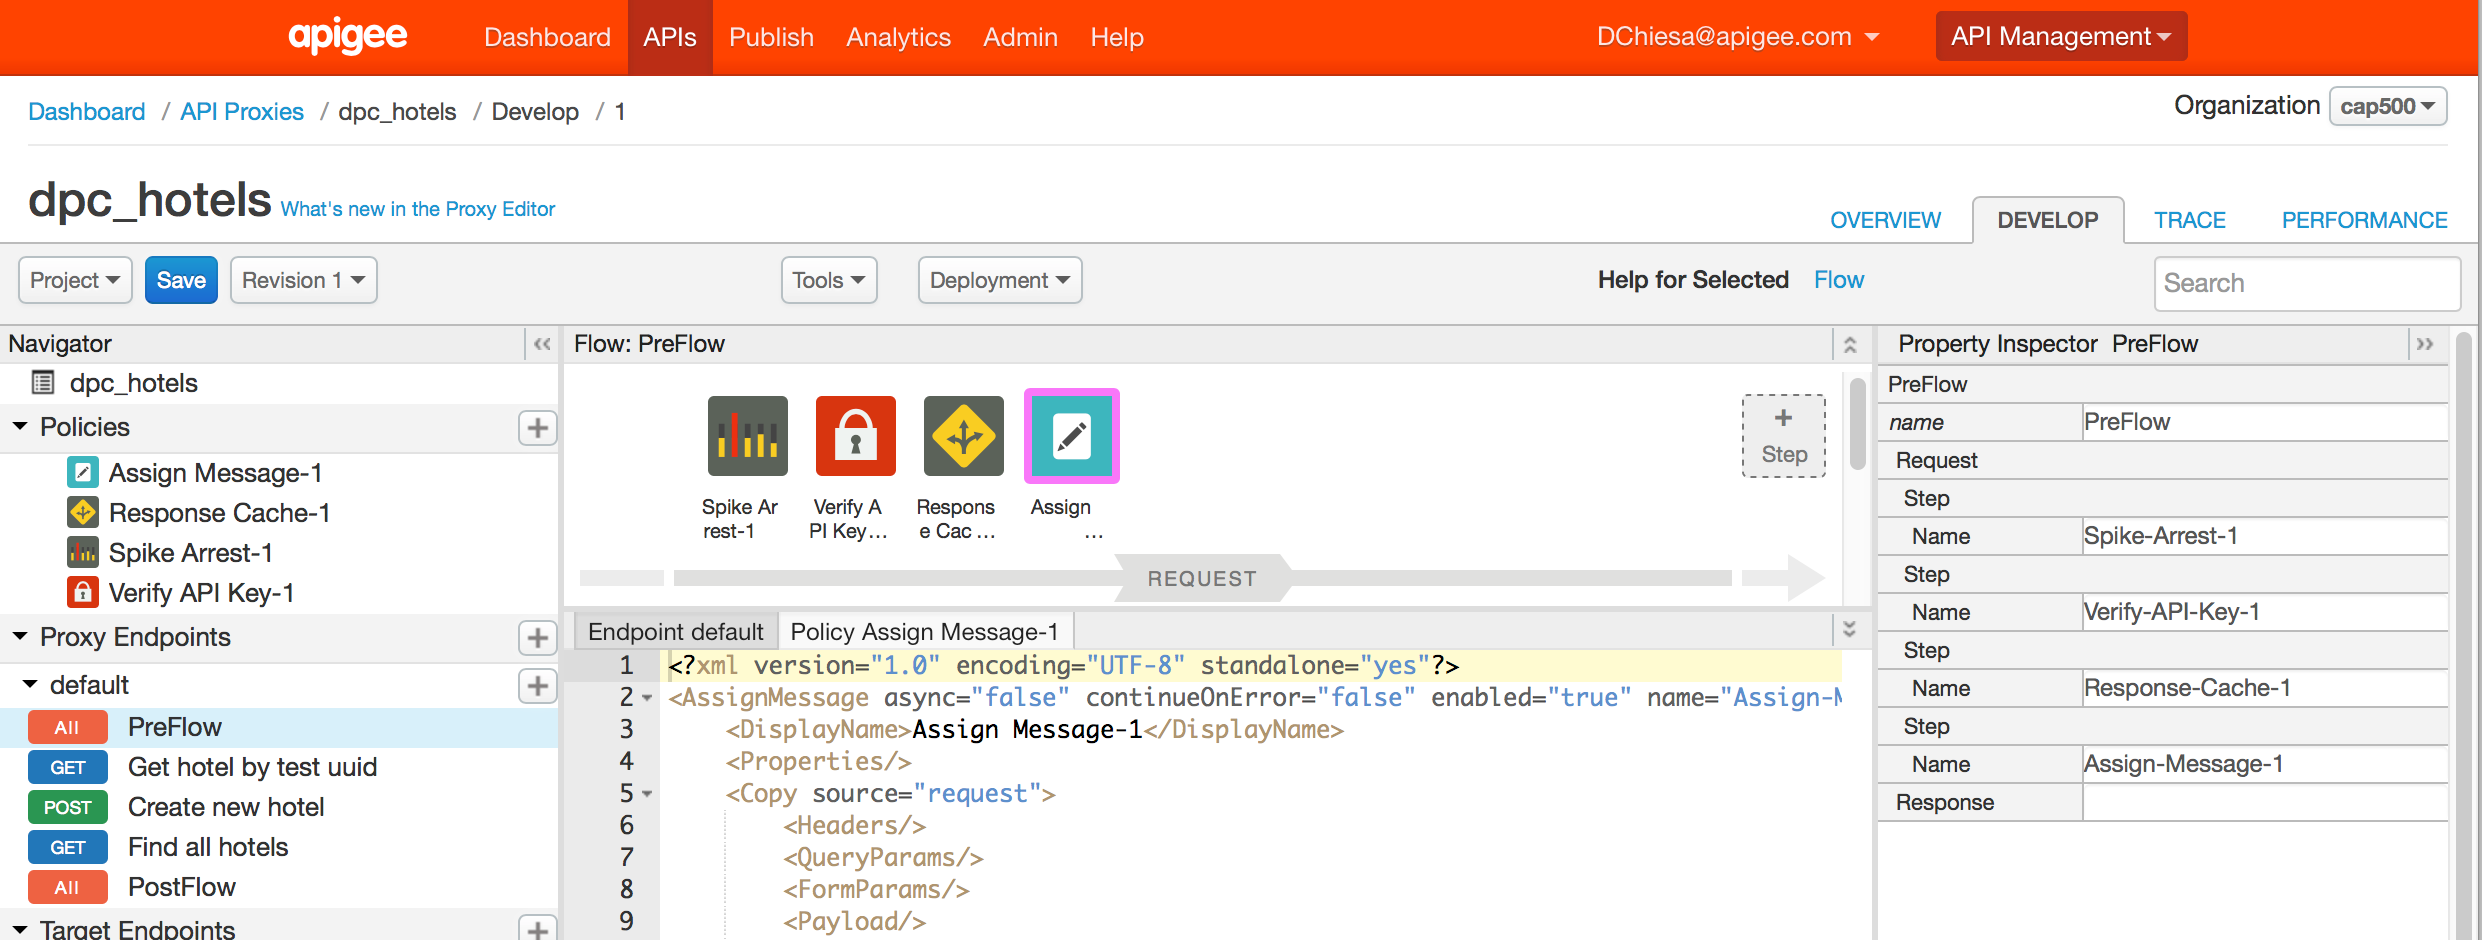 apigee Dashboard APIs Publish Analytics Admin Help DChiesa@apigee.com API Management
Dashboard / API Proxies / dpc_hotels / Develop / 1 Organization cap500
dpc_hotels What's new in the Proxy Editor OVERVIEW DEVELOP TRACE PERFORMANCE
Project Save Revision 1 Tools Deployment Help for Selected Flow Search
Navigator
dpc_hotels
Policies
Assign Message-1
Response Cache-1
Spike Arrest-1
Verify API Key-1
Proxy Endpoints
default
All PreFlow
GET Get hotel by test uuid
POST Create new hotel
GET Find all hotels
All PostFlow
Target Endpoints
Flow: PreFlow
Spike Ar
rest-1
Verify A
PI Key...
Respons
e Cac ...
Assign
...
+
Step
REQUEST
Endpoint default Policy Assign Message-1
1 <?xml version="1.0" encoding="UTF-8" standalone="yes"?>
2 <AssignMessage async="false" continueOnError="false" enabled="true" name="Assign-M
3 <DisplayName>Assign Message-1</DisplayName>
4 <Properties/>
5 <Copy source="request">
6 <Headers/>
7 <QueryParams/>
8 <FormParams/>
9 <Payload/>
Property Inspector PreFlow
PreFlow
name PreFlow
Request
Step
Name Spike-Arrest-1
Step
Name Verify-API-Key-1
Step
Name Response-Cache-1
Step
Name Assign-Message-1
Response